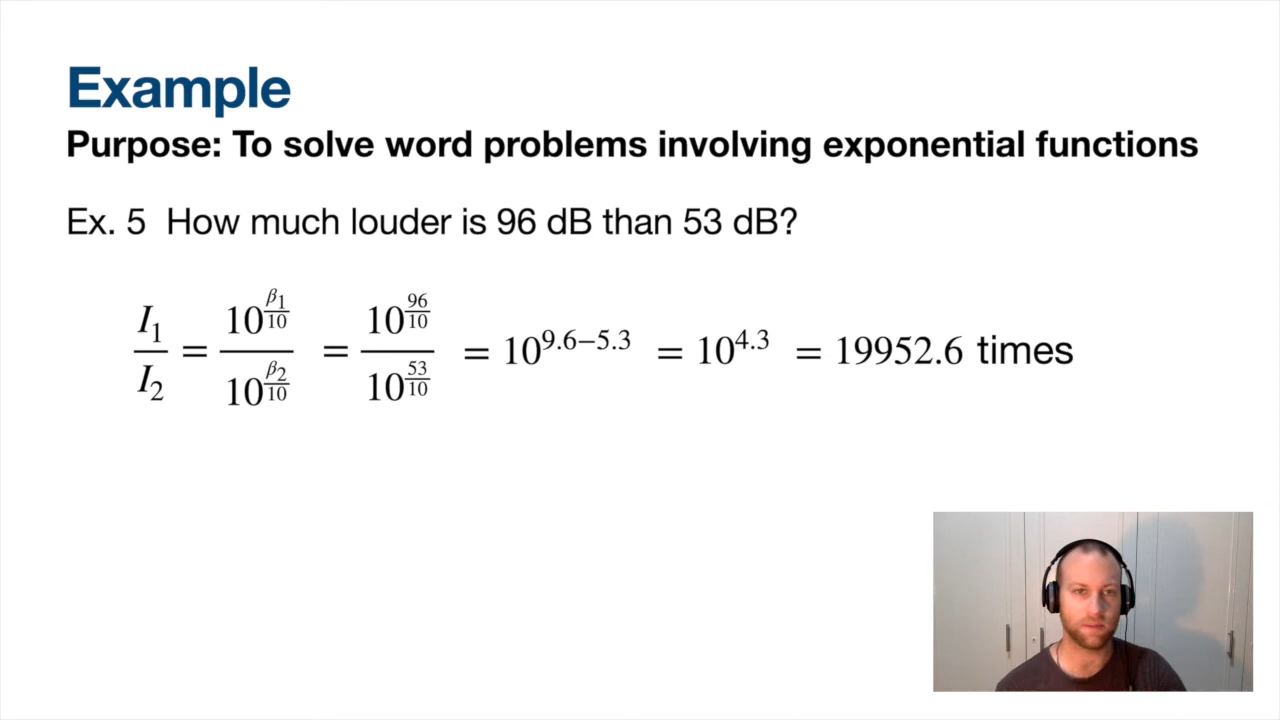 Example
Purpose: To solve word problems involving exponential functions
Ex. 5 How much louder is 96 dB than 53 dB?
I₁/I₂ = 10^(β₁/10)/10^(β₂/10) = 10^(96/10)/10^(53/10) = 10^(9.6−5.3) = 10^4.3 = 19952.6 times